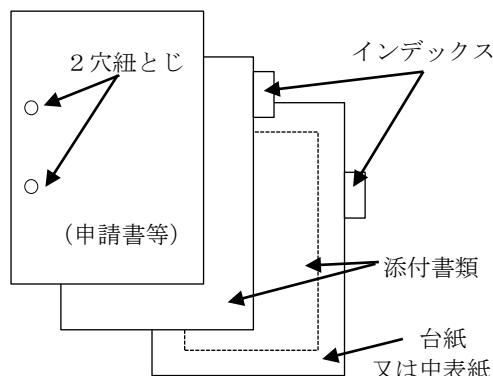 ２穴紐とじ
インデックス
（申請書等）
添付書類
台紙
又は中表紙